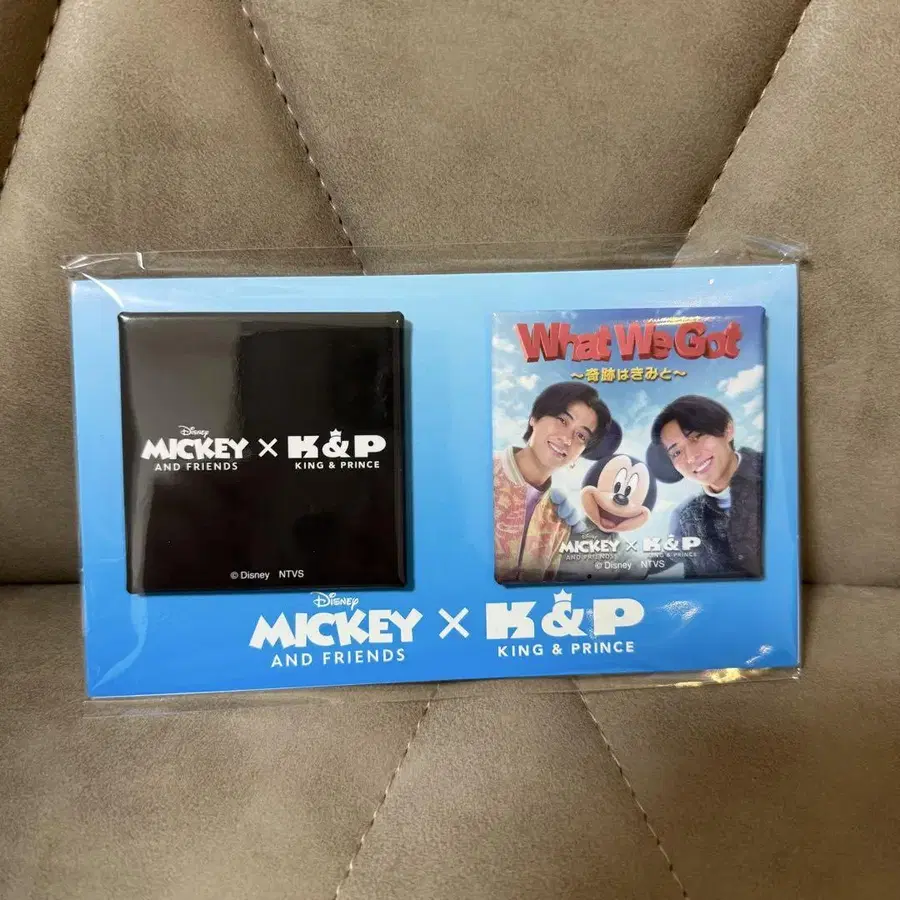 Disney
MICKEY × K&P
AND FRIENDS KING & PRINCE
© Disney NTVS
What We Got
～奇跡はきみと～
Disney
MICKEY × K&P
AND FRIENDS KING & PRINCE
© Disney NTVS
Disney
MICKEY × K&P
AND FRIENDS KING & PRINCE